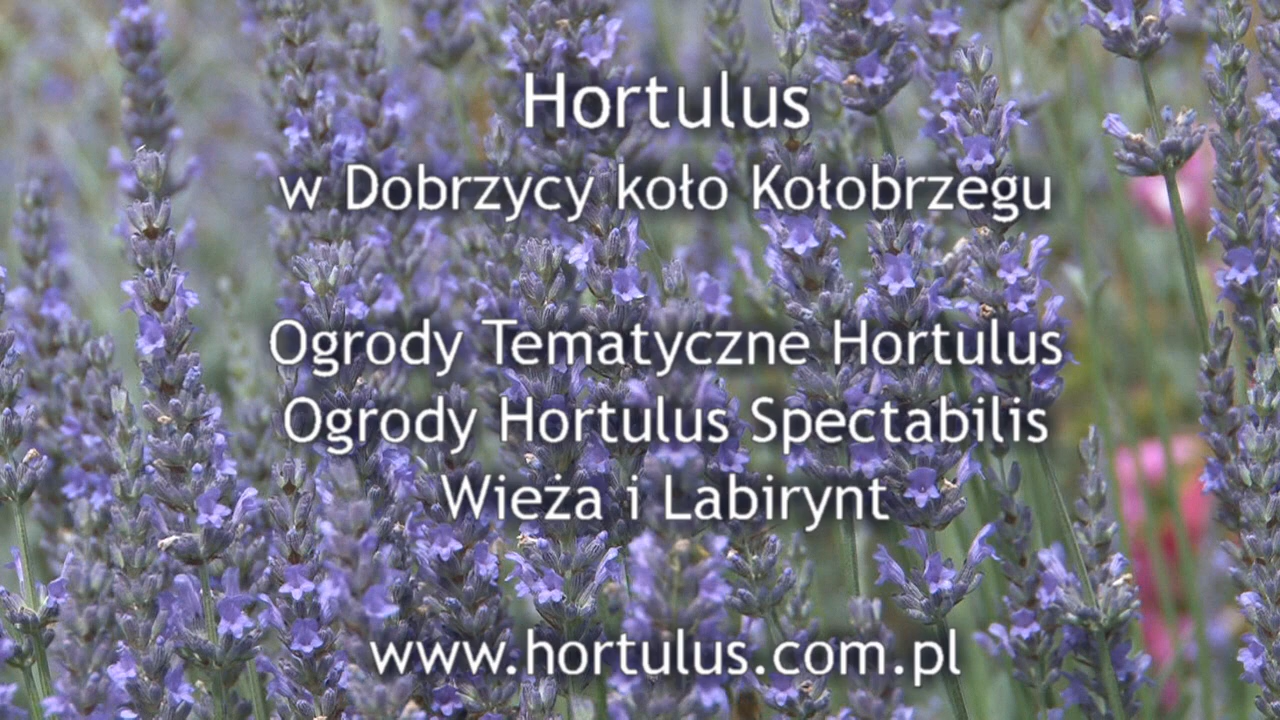 Hortulus
w Dobrzycy koło Kołobrzegu
Ogrody Tematyczne Hortulus
Ogrody Hortulus Spectabilis
Wieża i Labirynt
www.hortulus.com.pl